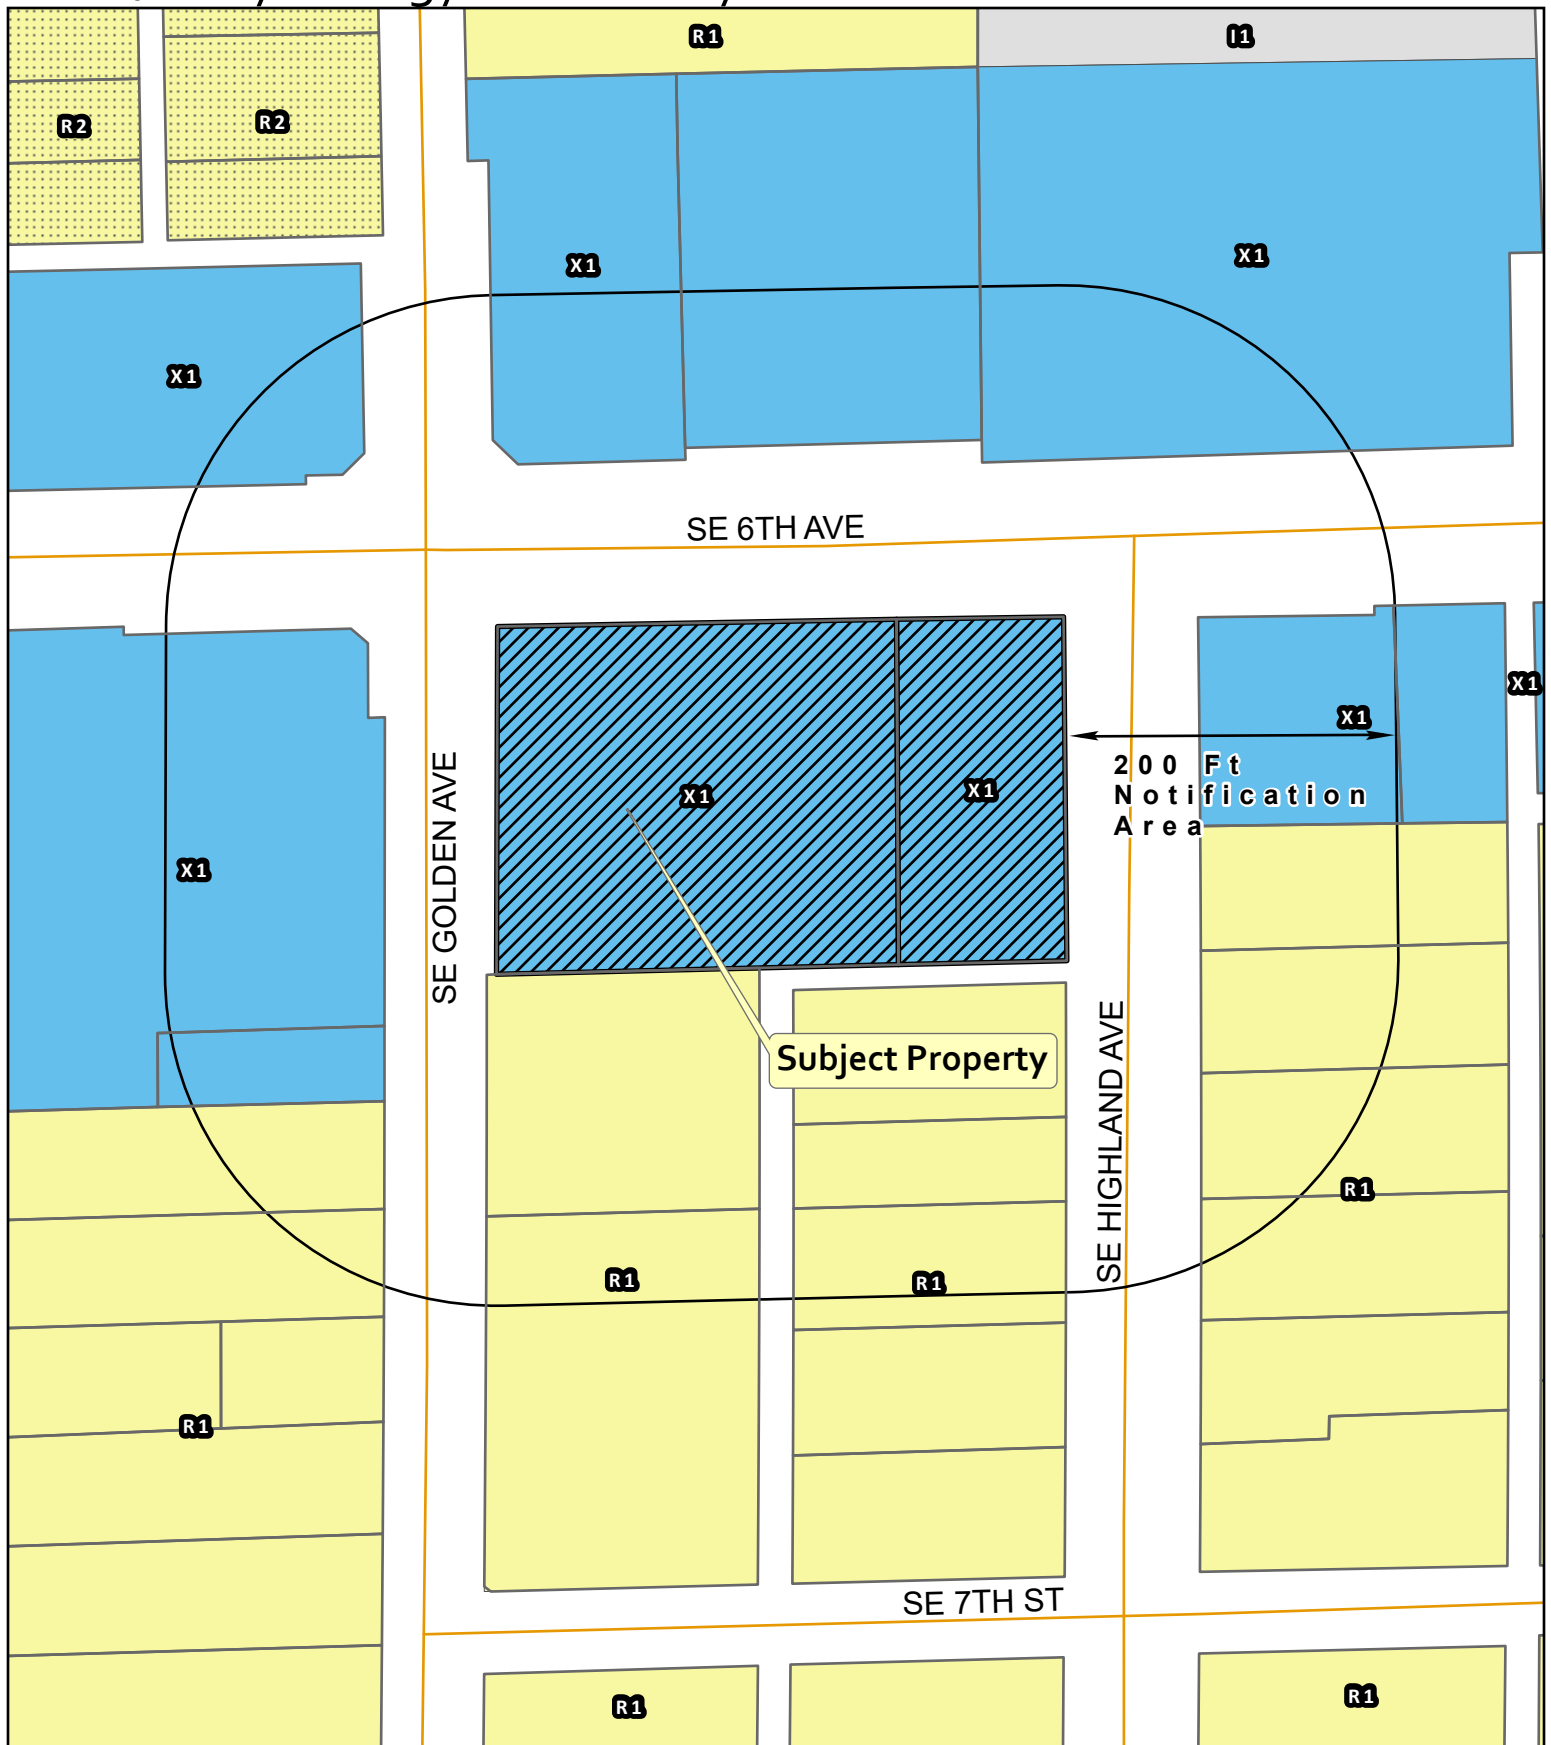 R1
I1
R2
R2
X1
X1
X1
SE 6TH AVE
X1
X1
X1
X1
X1
200 Ft
Notification
Area
SE GOLDEN AVE
Subject Property
SE HIGHLAND AVE
R1
R1
R1
R1
SE 7TH ST
R1
R1